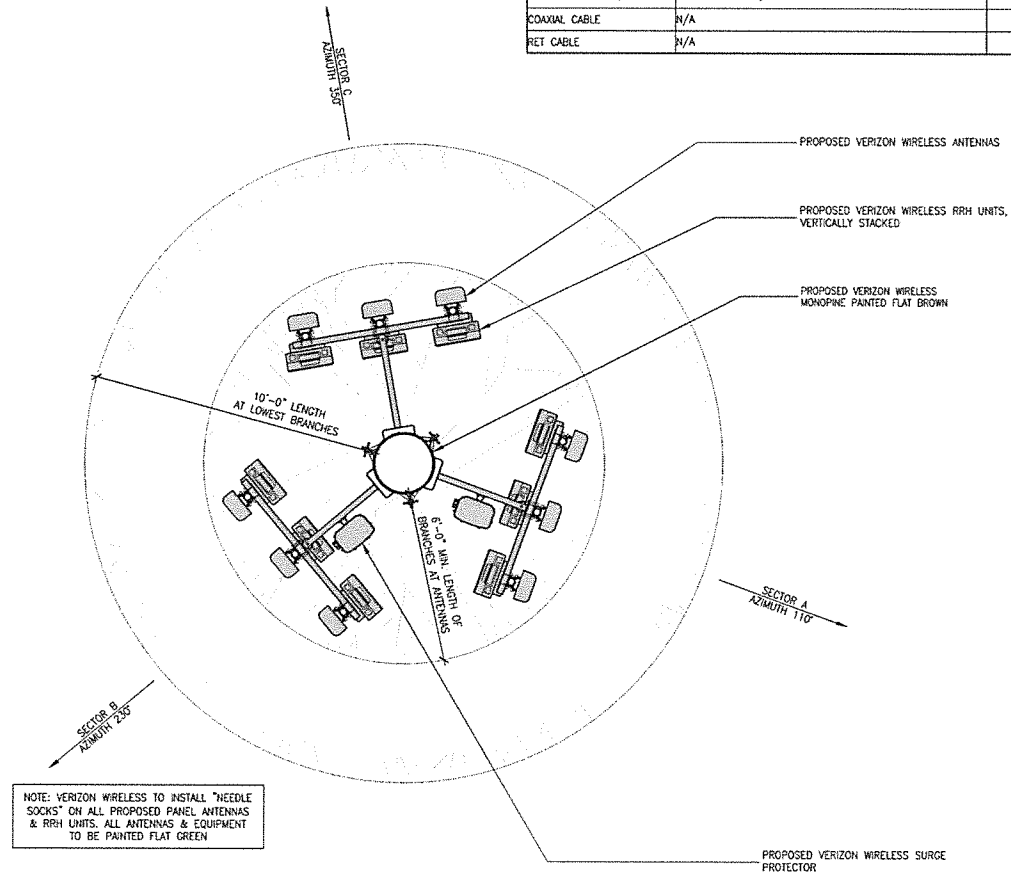 COAXIAL CABLE N/A
RET CABLE N/A
SECTOR C
AZIMUTH 350°
PROPOSED VERIZON WIRELESS ANTENNAS
PROPOSED VERIZON WIRELESS RRH UNITS,
VERTICALLY STACKED
PROPOSED VERIZON WIRELESS
MONOPINE PAINTED FLAT BROWN
10'-0" LENGTH
AT LOWEST BRANCHES
6'-0" MIN. LENGTH OF
BRANCHES AT ANTENNAS
SECTOR A
AZIMUTH 110°
SECTOR B
AZIMUTH 230°
NOTE: VERIZON WIRELESS TO INSTALL "NEEDLE
SOCKS" ON ALL PROPOSED PANEL ANTENNAS
& RRH UNITS. ALL ANTENNAS & EQUIPMENT
TO BE PAINTED FLAT GREEN
PROPOSED VERIZON WIRELESS SURGE
PROTECTOR